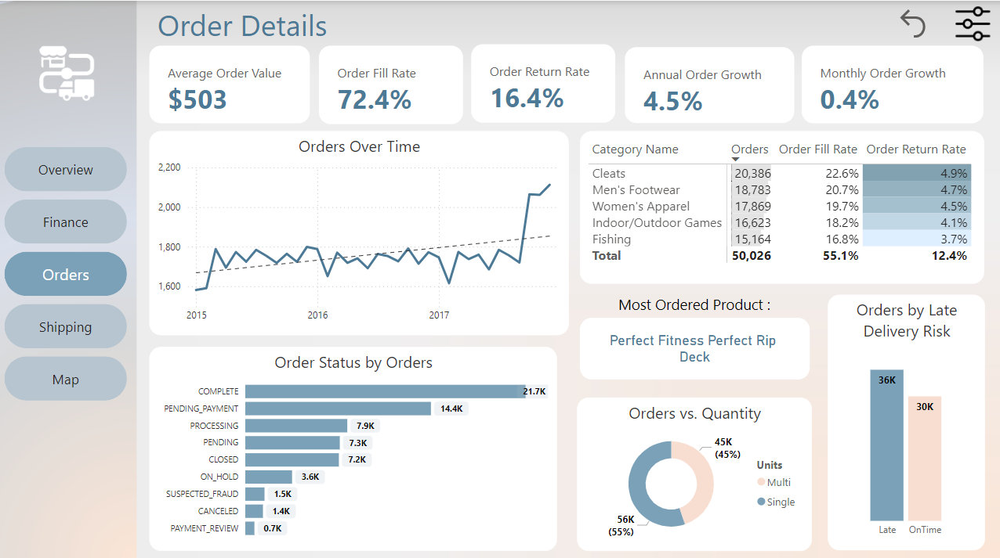 Order Details
Average Order Value
$503
Order Fill Rate
72.4%
Order Return Rate
16.4%
Annual Order Growth
4.5%
Monthly Order Growth
0.4%
Overview
Finance
Orders
Shipping
Map
Orders Over Time
2,200
2,000
1,800
1,600
2015 2016 2017
Category Name Orders Order Fill Rate Order Return Rate
Cleats 20,386 22.6% 4.9%
Men's Footwear 18,783 20.7% 4.7%
Women's Apparel 17,869 19.7% 4.5%
Indoor/Outdoor Games 16,623 18.2% 4.1%
Fishing 15,164 16.8% 3.7%
Total 50,026 55.1% 12.4%
Order Status by Orders
COMPLETE 21.7K
PENDING_PAYMENT 14.4K
PROCESSING 7.9K
PENDING 7.3K
CLOSED 7.2K
ON_HOLD 3.6K
SUSPECTED_FRAUD 1.5K
CANCELED 1.4K
PAYMENT_REVIEW 0.7K
Most Ordered Product :
Perfect Fitness Perfect Rip
Deck
Orders vs. Quantity
45K
(45%)
56K
(55%)
Units
Multi
Single
Orders by Late
Delivery Risk
36K
30K
Late OnTime